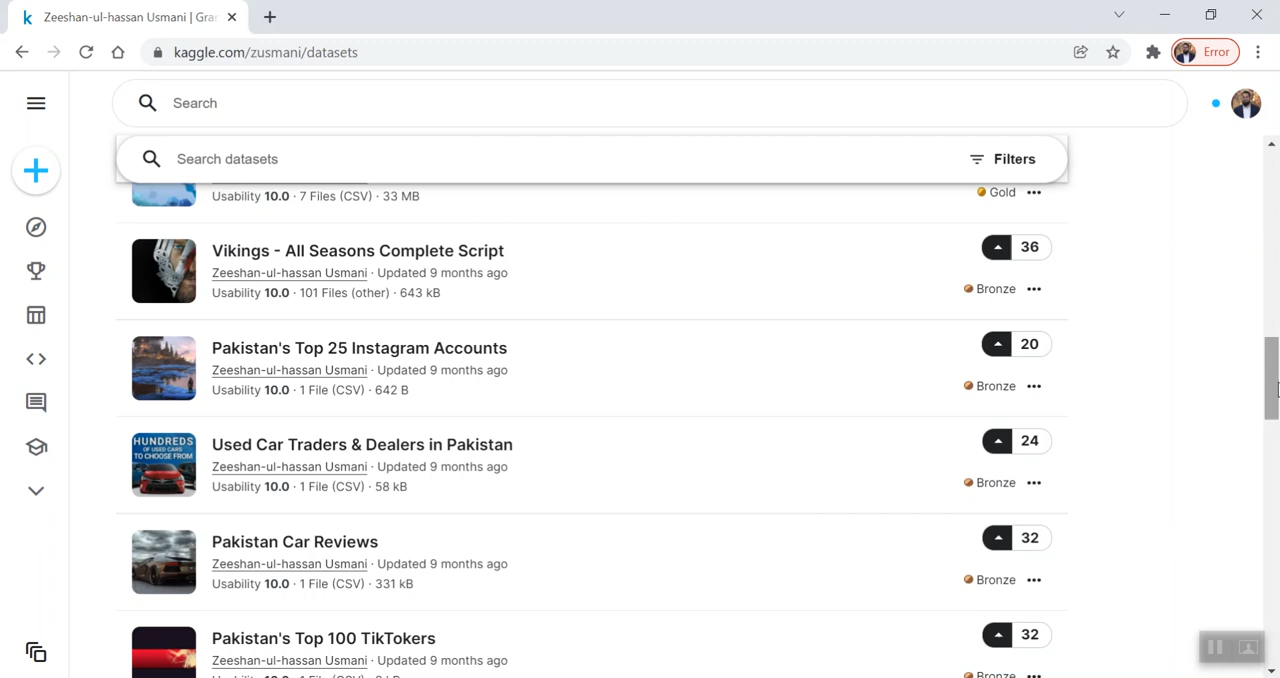 Zeeshan-ul-hassan Usmani | Gra
kaggle.com/zusmani/datasets
Error
Search
Search datasets
Filters
Usability 10.0 · 7 Files (CSV) · 33 MB
Gold
Vikings - All Seasons Complete Script
36
Zeeshan-ul-hassan Usmani · Updated 9 months ago
Usability 10.0 · 101 Files (other) · 643 kB
Bronze
Pakistan's Top 25 Instagram Accounts
20
Zeeshan-ul-hassan Usmani · Updated 9 months ago
Usability 10.0 · 1 File (CSV) · 642 B
Bronze
HUNDREDS
OF USED CARS
TO CHOOSE FROM
Used Car Traders & Dealers in Pakistan
24
Zeeshan-ul-hassan Usmani · Updated 9 months ago
Usability 10.0 · 1 File (CSV) · 58 kB
Bronze
Pakistan Car Reviews
32
Zeeshan-ul-hassan Usmani · Updated 9 months ago
Usability 10.0 · 1 File (CSV) · 331 kB
Bronze
Pakistan's Top 100 TikTokers
32
Zeeshan-ul-hassan Usmani · Updated 9 months ago
Bronze